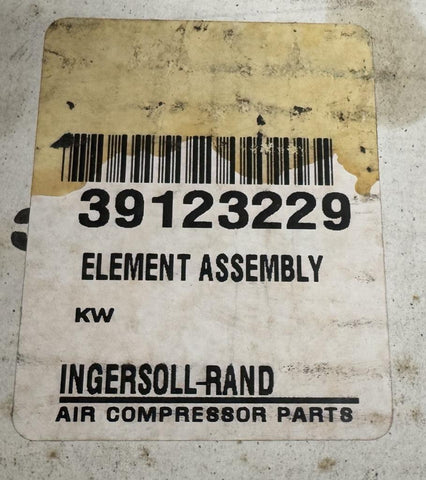 39123229
ELEMENT ASSEMBLY
KW
INGERSOLL-RAND
AIR COMPRESSOR PARTS